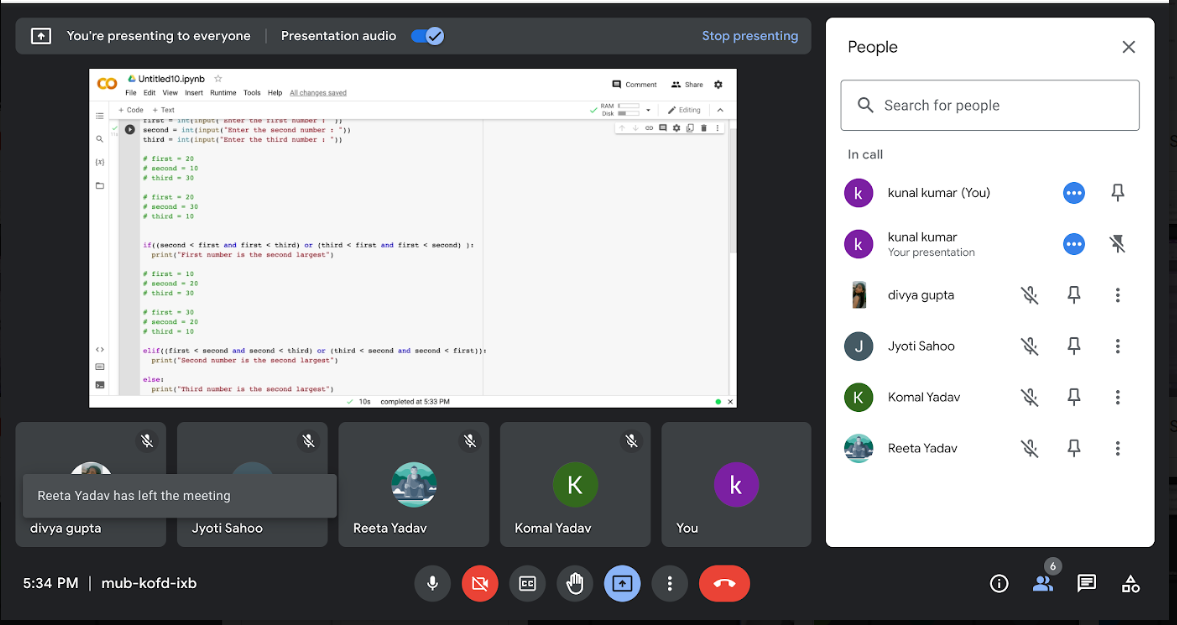 You're presenting to everyone
Presentation audio
Stop presenting
Untitled10.ipynb
File Edit View Insert Runtime Tools Help All changes saved
Comment
Share
+ Code + Text
RAM
Disk
Editing
first = int(input("Enter the first number : "))
second = int(input("Enter the second number : "))
third = int(input("Enter the third number : "))
# first = 20
# second = 10
# third = 30
# first = 20
# second = 30
# third = 10
if((second < first and first < third) or (third < first and first < second) ):
print("First number is the second largest")
# first = 10
# second = 20
# third = 30
# first = 30
# second = 20
# third = 10
elif((first < second and second < third) or (third < second and second < first)):
print("Second number is the second largest")
else:
print("Third number is the second largest")
10s completed at 5:33 PM
People
Search for people
In call
k
kunal kumar (You)
k
kunal kumar
Your presentation
divya gupta
J
Jyoti Sahoo
K
Komal Yadav
Reeta Yadav
Reeta Yadav has left the meeting
divya gupta
Jyoti Sahoo
Reeta Yadav
K
Komal Yadav
k
You
5:34 PM | mub-kofd-ixb
6